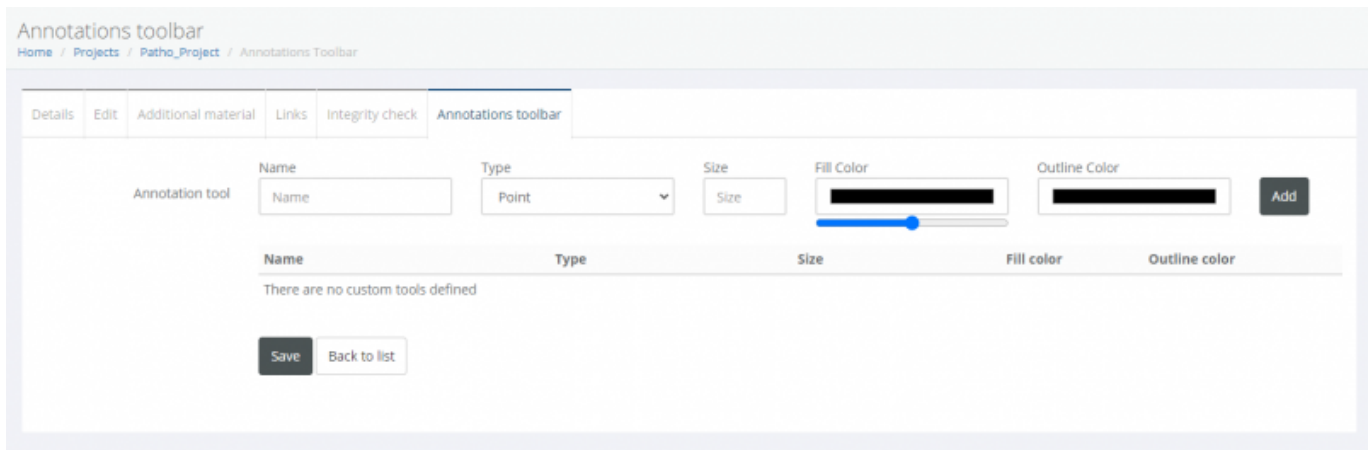 Annotations toolbar
Home / Projects / Patho_Project / Annotations Toolbar
Details Edit Additional material Links Integrity check Annotations toolbar
Name Type Size Fill Color Outline Color
Annotation tool Name Point Size Add
Name Type Size Fill color Outline color
There are no custom tools defined
Save Back to list